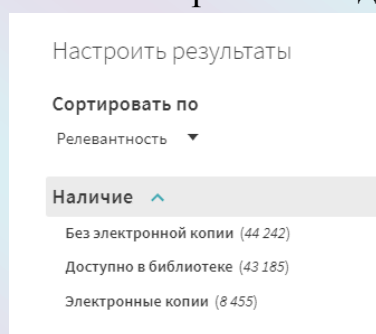 Настроить результаты
Сортировать по
Релевантность
Наличие
Без электронной копии (44 242)
Доступно в библиотеке (43 185)
Электронные копии (8 455)